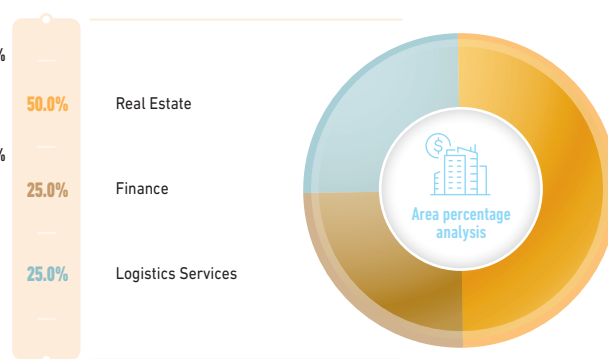 %
50.0% Real Estate
%
25.0% Finance
25.0% Logistics Services
$
Area percentage
analysis